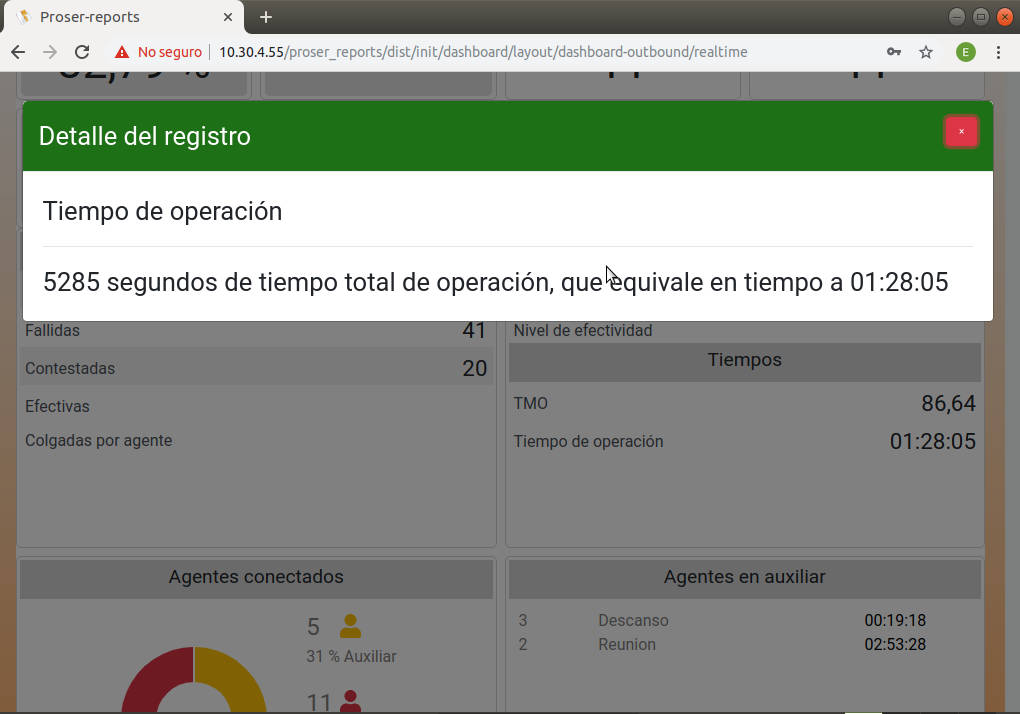 Proser-reports
No seguro
10.30.4.55/proser_reports/dist/init/dashboard/layout/dashboard-outbound/realtime
E
Detalle del registro
×
Tiempo de operación
5285 segundos de tiempo total de operación, que equivale en tiempo a 01:28:05
Fallidas 41
Contestadas 20
Efectivas
Colgadas por agente
Nivel de efectividad
Tiempos
TMO 86,64
Tiempo de operación 01:28:05
Agentes conectados
5
31 % Auxiliar
11
Agentes en auxiliar
3 Descanso 00:19:18
2 Reunion 02:53:28